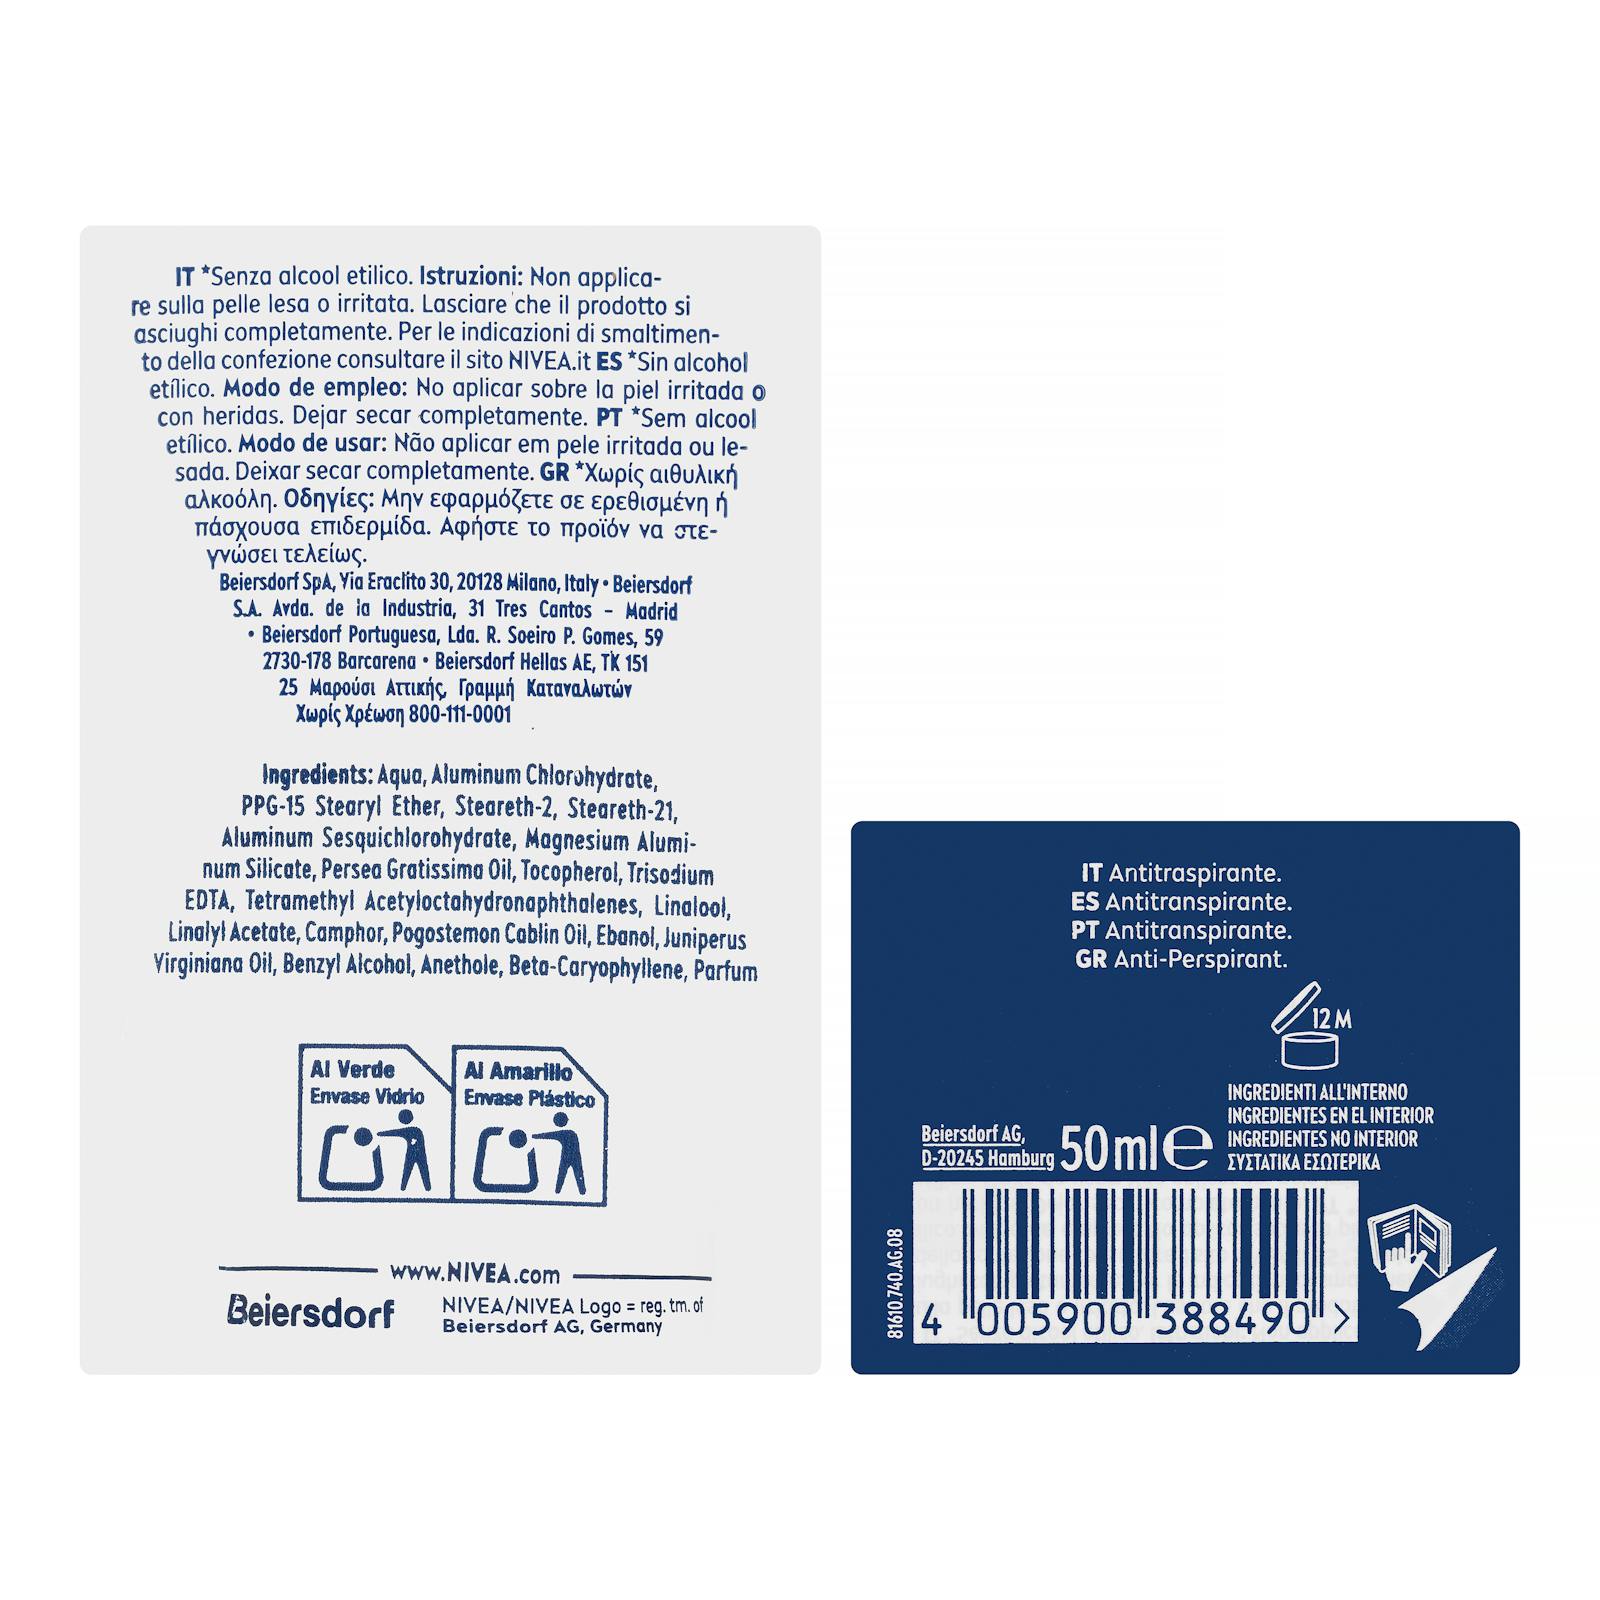 IT *Senza alcool etilico. Istruzioni: Non applica-
re sulla pelle lesa o irritata. Lasciare che il prodotto si
asciughi completamente. Per le indicazioni di smaltimen-
to della confezione consultare il sito NIVEA.it ES *Sin alcohol
etílico. Modo de empleo: No aplicar sobre la piel irritada o
con heridas. Dejar secar completamente. PT *Sem alcool
etílico. Modo de usar: Não aplicar em pele irritada ou le-
sada. Deixar secar completamente. GR *Χωρίς αιθυλική
αλκοόλη. Οδηγίες: Μην εφαρμόζετε σε ερεθισμένη ή
πάσχουσα επιδερμίδα. Αφήστε το προϊόν να στε-
γνώσει τελείως.
Beiersdorf SpA, Via Eraclito 30, 20128 Milano, Italy • Beiersdorf
S.A. Avda. de la Industria, 31 Tres Cantos – Madrid
• Beiersdorf Portuguesa, Lda. R. Soeiro P. Gomes, 59
2730-178 Barcarena • Beiersdorf Hellas AE, ΤΚ 151
25 Μαρούσι Αττικής, Γραμμή Καταναλωτών
Χωρίς Χρέωση 800-111-0001
Ingredients: Aqua, Aluminum Chlorohydrate,
PPG-15 Stearyl Ether, Steareth-2, Steareth-21,
Aluminum Sesquichlorohydrate, Magnesium Alumi-
num Silicate, Persea Gratissima Oil, Tocopherol, Trisodium
EDTA, Tetramethyl Acetyloctahydronaphthalenes, Linalool,
Linalyl Acetate, Camphor, Pogostemon Cablin Oil, Ebanol, Juniperus
Virginiana Oil, Benzyl Alcohol, Anethole, Beta-Caryophyllene, Parfum
Al Verde
Envase Vidrio
Al Amarillo
Envase Plástico
www.NIVEA.com
Beiersdorf
NIVEA/NIVEA Logo = reg. tm. of
Beiersdorf AG, Germany
IT Antitraspirante.
ES Antitranspirante.
PT Antitranspirante.
GR Anti-Perspirant.
12 M
INGREDIENTI ALL'INTERNO
INGREDIENTES EN EL INTERIOR
INGREDIENTES NO INTERIOR
ΣΥΣΤΑΤΙΚΑ ΕΣΩΤΕΡΙΚΑ
Beiersdorf AG,
D-20245 Hamburg
50 ml ℮
81610.740.AG.08
4 005900 388490 >